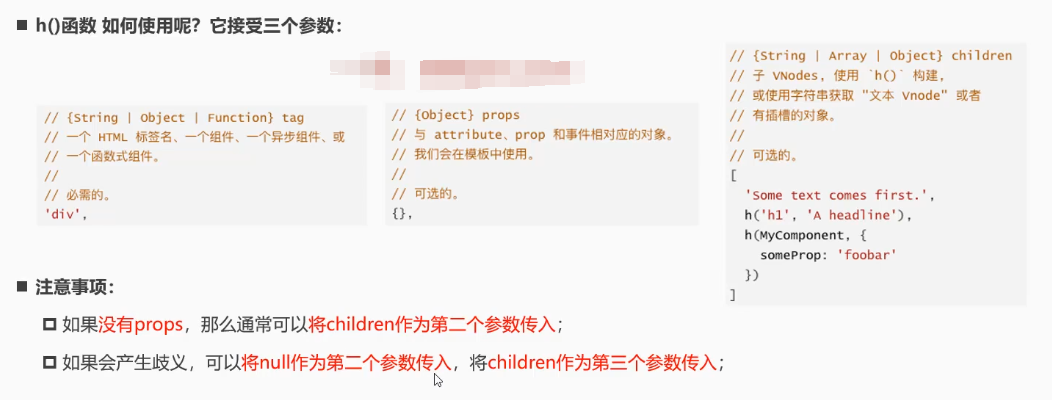 h()函数 如何使用呢？它接受三个参数：
// {String | Object | Function} tag
// 一个 HTML 标签名、一个组件、一个异步组件、或
// 一个函数式组件。
//
// 必需的。
'div',
// {Object} props
// 与 attribute、prop 和事件相对应的对象。
// 我们会在模板中使用。
//
// 可选的。
{},
// {String | Array | Object} children
// 子 VNodes, 使用 `h()` 构建,
// 或使用字符串获取 "文本 Vnode" 或者
// 有插槽的对象。
//
// 可选的。
[
'Some text comes first.',
h('h1', 'A headline'),
h(MyComponent, {
someProp: 'foobar'
})
]
注意事项：
如果没有props，那么通常可以将children作为第二个参数传入；
如果会产生歧义，可以将null作为第二个参数传入，将children作为第三个参数传入；